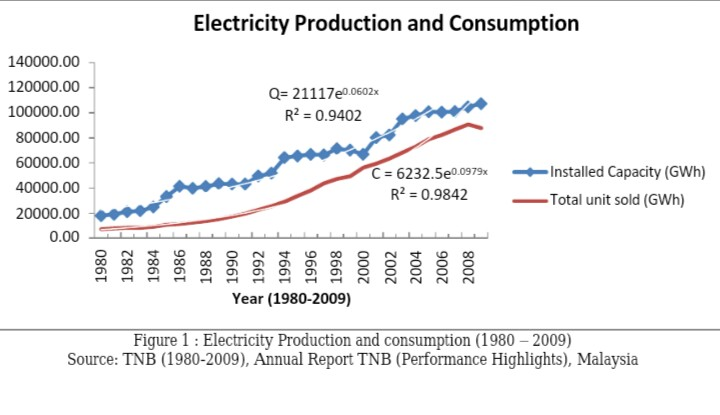 Electricity Production and Consumption
140000.00
120000.00
100000.00
80000.00
60000.00
40000.00
20000.00
0.00
Q= 21117e^0.0602x
R² = 0.9402
C = 6232.5e^0.0979x
R² = 0.9842
Installed Capacity (GWh)
Total unit sold (GWh)
1980 1982 1984 1986 1988 1990 1992 1994 1996 1998 2000 2002 2004 2006 2008
Year (1980-2009)
Figure 1 : Electricity Production and consumption (1980 – 2009)
Source: TNB (1980-2009), Annual Report TNB (Performance Highlights), Malaysia